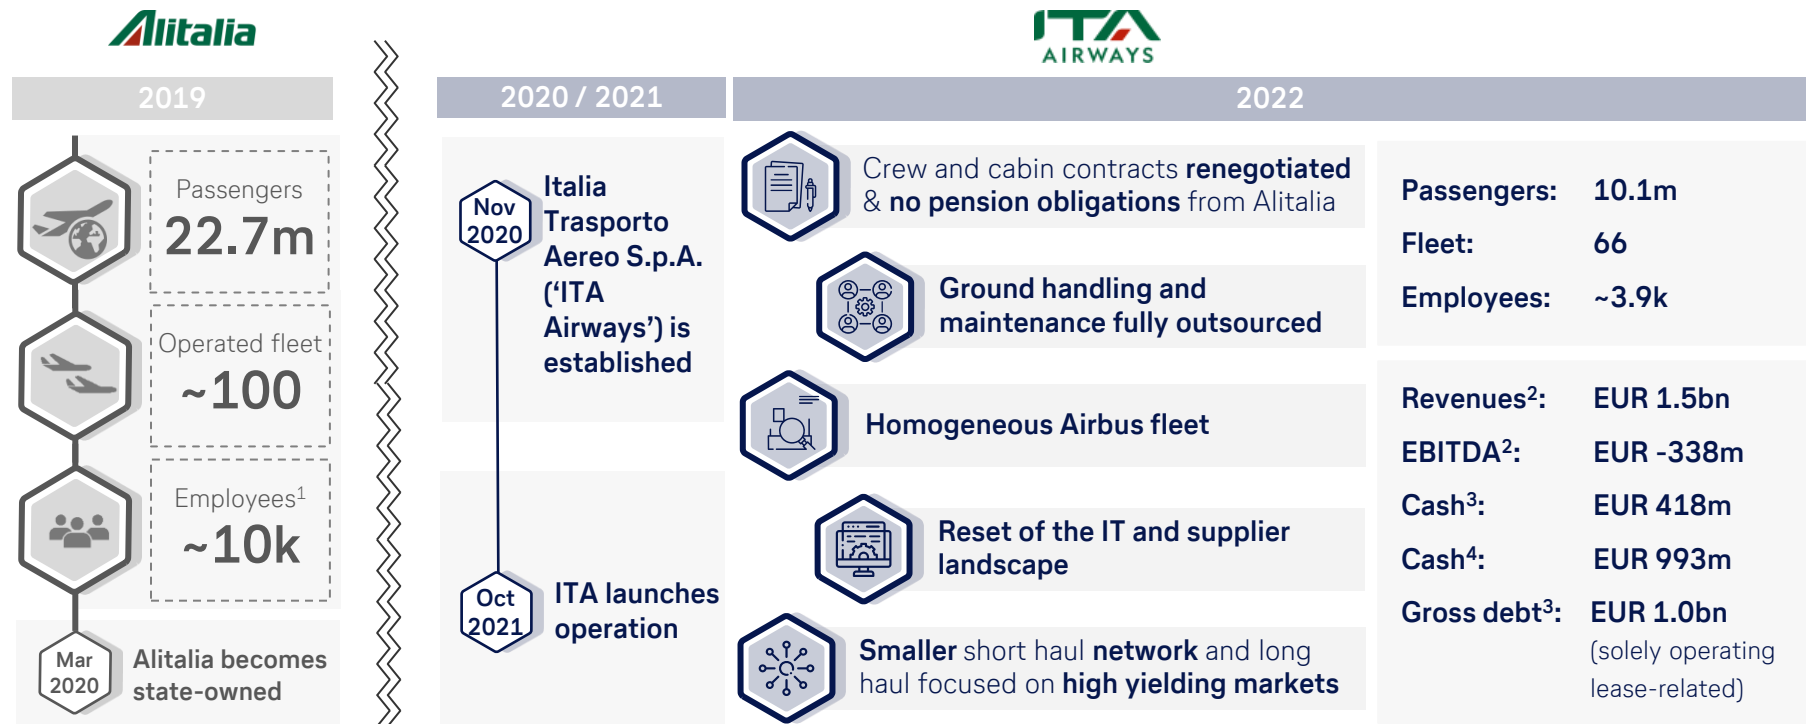 Alitalia
2019
Passengers
22.7m
Operated fleet
~100
Employees¹
~10k
Mar
2020
Alitalia becomes
state-owned
ITA
AIRWAYS
2020 / 2021
Nov
2020
Italia
Trasporto
Aereo S.p.A.
(‘ITA
Airways’) is
established
Oct
2021
ITA launches
operation
2022
Crew and cabin contracts renegotiated
& no pension obligations from Alitalia
Ground handling and
maintenance fully outsourced
Homogeneous Airbus fleet
Reset of the IT and supplier
landscape
Smaller short haul network and long
haul focused on high yielding markets
Passengers: 10.1m
Fleet: 66
Employees: ~3.9k
Revenues²: EUR 1.5bn
EBITDA²: EUR -338m
Cash³: EUR 418m
Cash⁴: EUR 993m
Gross debt³: EUR 1.0bn
(solely operating
lease-related)